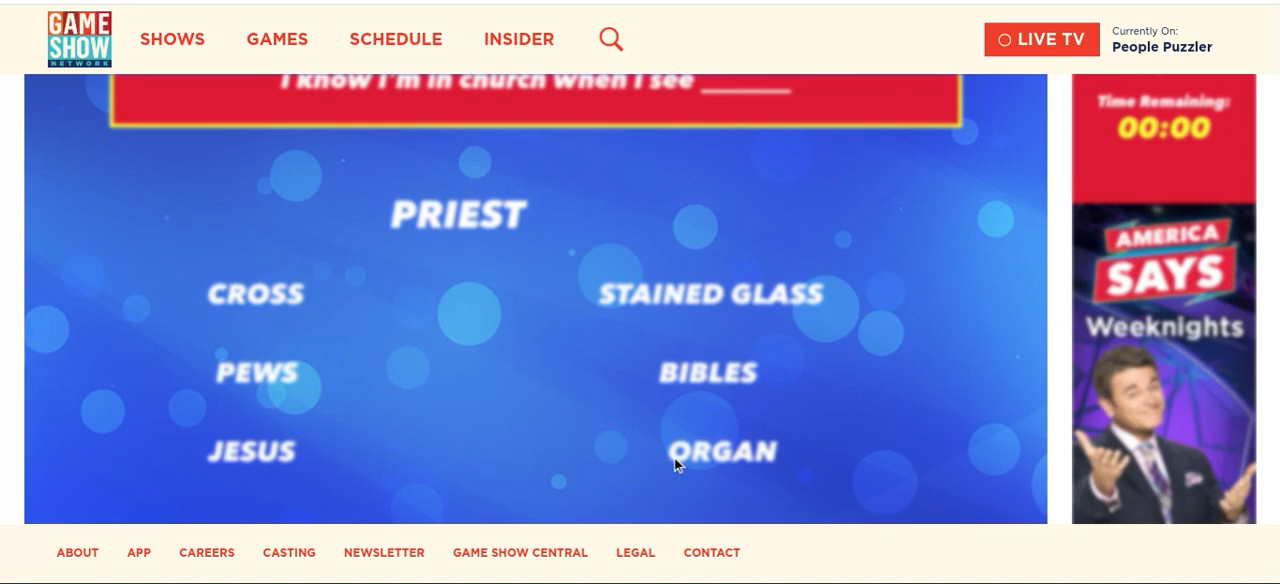 GAME
SHOW
NETWORK
SHOWS GAMES SCHEDULE INSIDER
LIVE TV
Currently On:
People Puzzler
I know I'm in church when I see ______
PRIEST
CROSS STAINED GLASS
PEWS BIBLES
JESUS ORGAN
Time Remaining:
00:00
AMERICA
SAYS
Weeknights
ABOUT APP CAREERS CASTING NEWSLETTER GAME SHOW CENTRAL LEGAL CONTACT